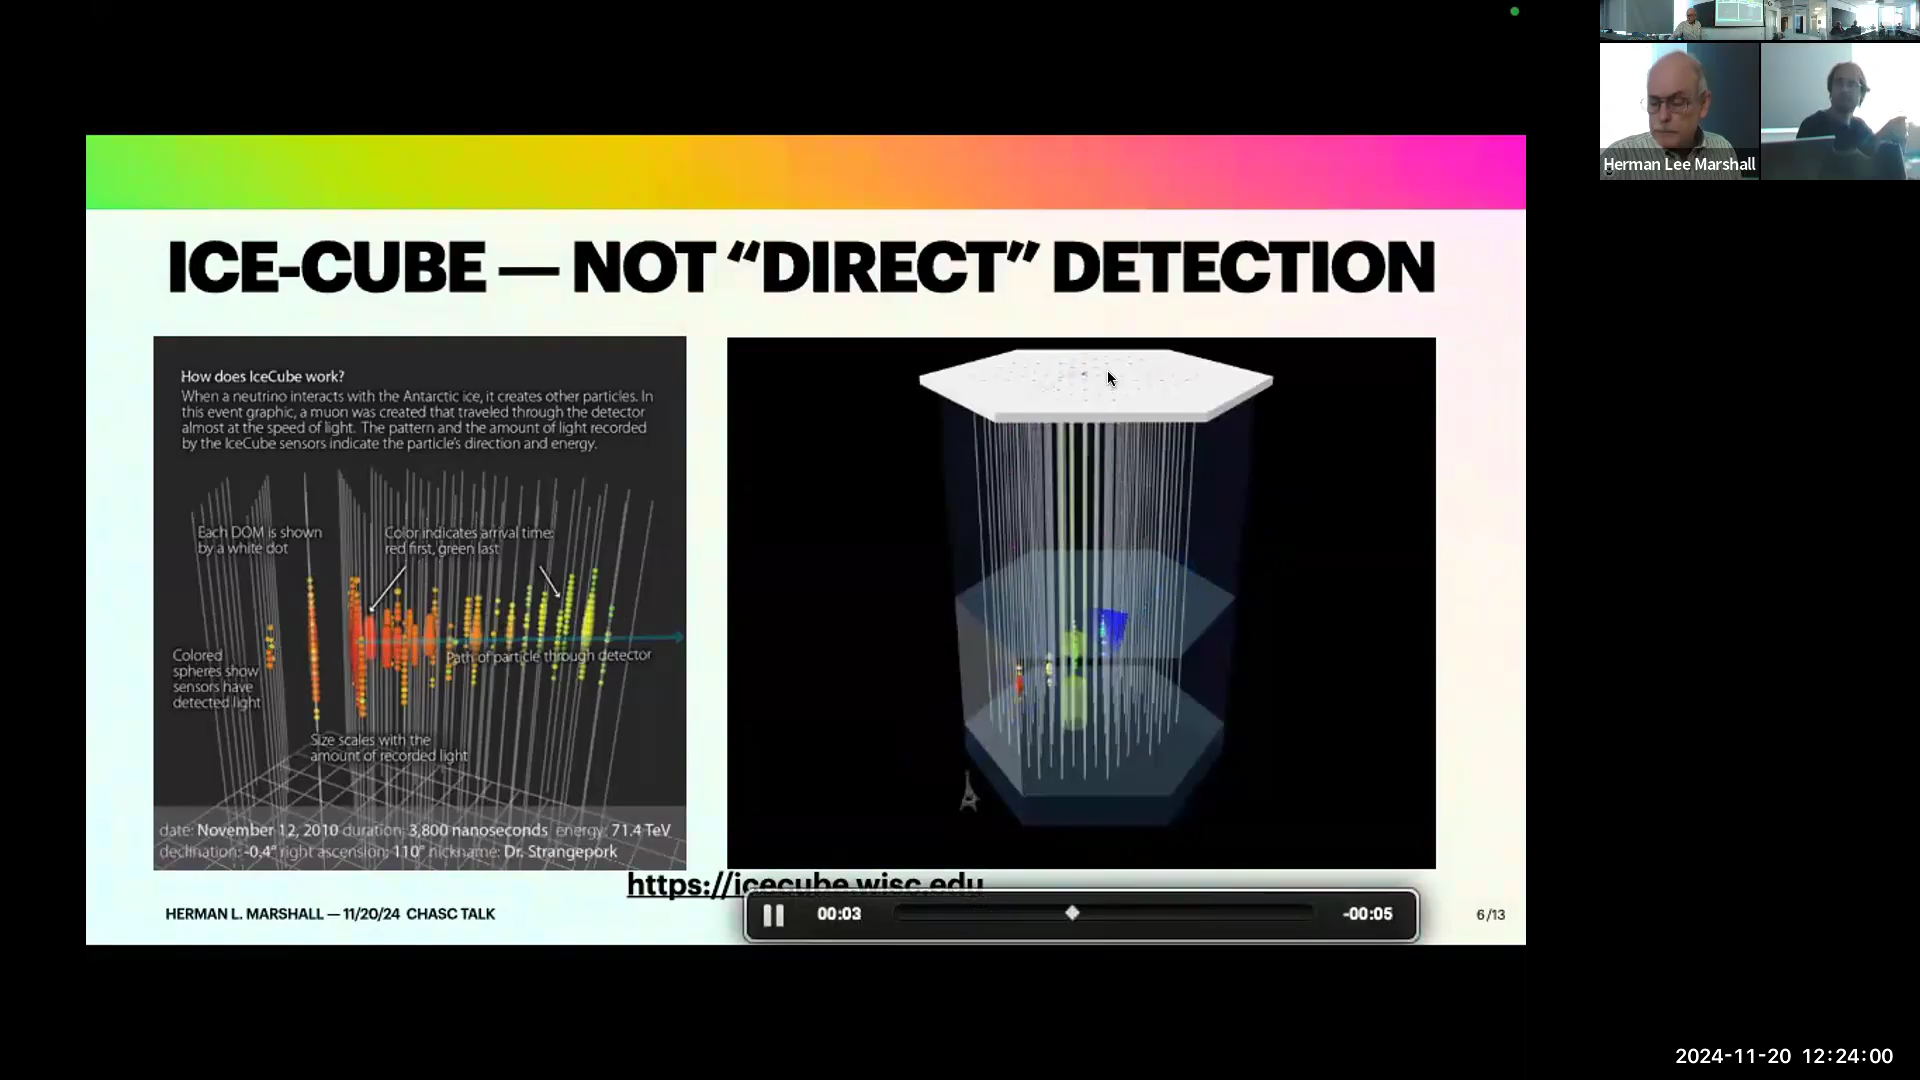 Herman Lee Marshall
ICE-CUBE — NOT “DIRECT” DETECTION
How does IceCube work?
When a neutrino interacts with the Antarctic ice, it creates other particles. In
this event graphic, a muon was created that traveled through the detector
almost at the speed of light. The pattern and the amount of light recorded
by the IceCube sensors indicate the particle's direction and energy.
Each DOM is shown
by a white dot
Color indicates arrival time:
red first, green last
Colored
spheres show
sensors have
detected light
Path of particle through detector
Size scales with the
amount of recorded light
date: November 12, 2010 duration: 3,800 nanoseconds energy: 71.4 TeV
declination: -0.4° right ascension: 110° nickname: Dr. Strangepork
https://icecube.wisc.edu
HERMAN L. MARSHALL — 11/20/24 CHASC TALK
00:03
-00:05
6/13
2024-11-20 12:24:00